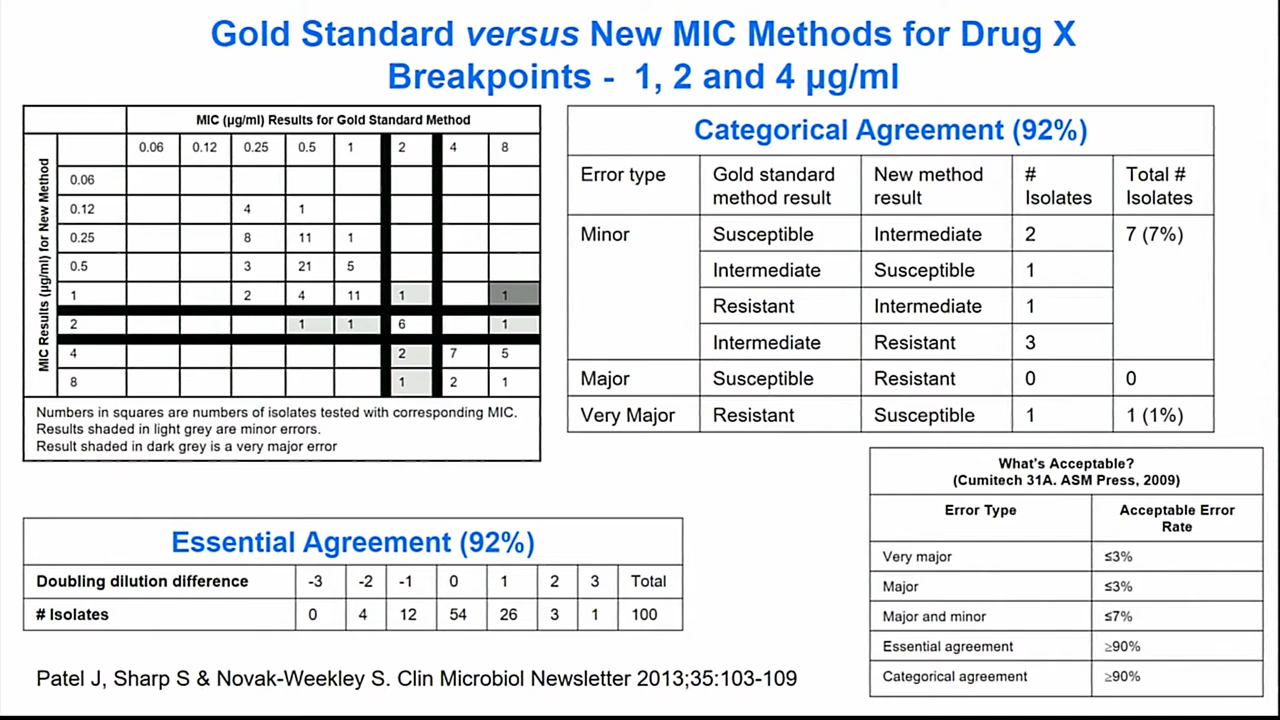 Gold Standard versus New MIC Methods for Drug X
Breakpoints - 1, 2 and 4 µg/ml
MIC (µg/ml) Results for Gold Standard Method
MIC Results (µg/ml) for New Method
0.06 0.12 0.25 0.5 1 2 4 8
0.06
0.12 4 1
0.25 8 11 1
0.5 3 21 5
1 2 4 11 1 1
2 1 1 6 1
4 2 7 5
8 1 2 1
Numbers in squares are numbers of isolates tested with corresponding MIC.
Results shaded in light grey are minor errors.
Result shaded in dark grey is a very major error
Categorical Agreement (92%)
Error type Gold standard method result New method result # Isolates Total # Isolates
Minor Susceptible Intermediate 2 7 (7%)
Intermediate Susceptible 1
Resistant Intermediate 1
Intermediate Resistant 3
Major Susceptible Resistant 0 0
Very Major Resistant Susceptible 1 1 (1%)
What's Acceptable?
(Cumitech 31A. ASM Press, 2009)
Error Type Acceptable Error Rate
Very major ≤3%
Major ≤3%
Major and minor ≤7%
Essential agreement ≥90%
Categorical agreement ≥90%
Essential Agreement (92%)
Doubling dilution difference -3 -2 -1 0 1 2 3 Total
# Isolates 0 4 12 54 26 3 1 100
Patel J, Sharp S & Novak-Weekley S. Clin Microbiol Newsletter 2013;35:103-109